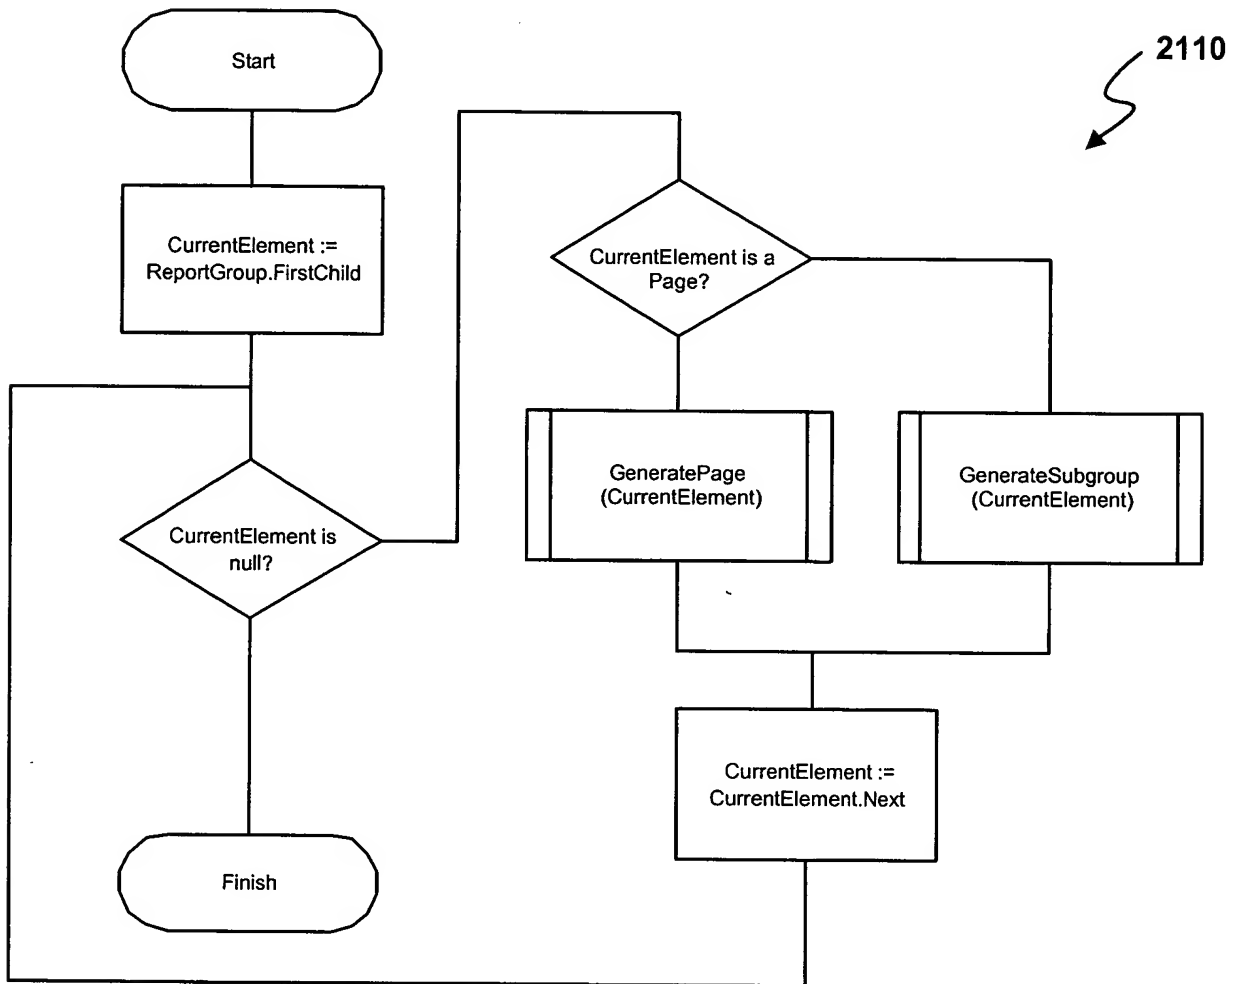 2110
Start
CurrentElement :=
ReportGroup.FirstChild
CurrentElement is
null?
Finish
CurrentElement is a
Page?
GeneratePage
(CurrentElement)
GenerateSubgroup
(CurrentElement)
CurrentElement :=
CurrentElement.Next